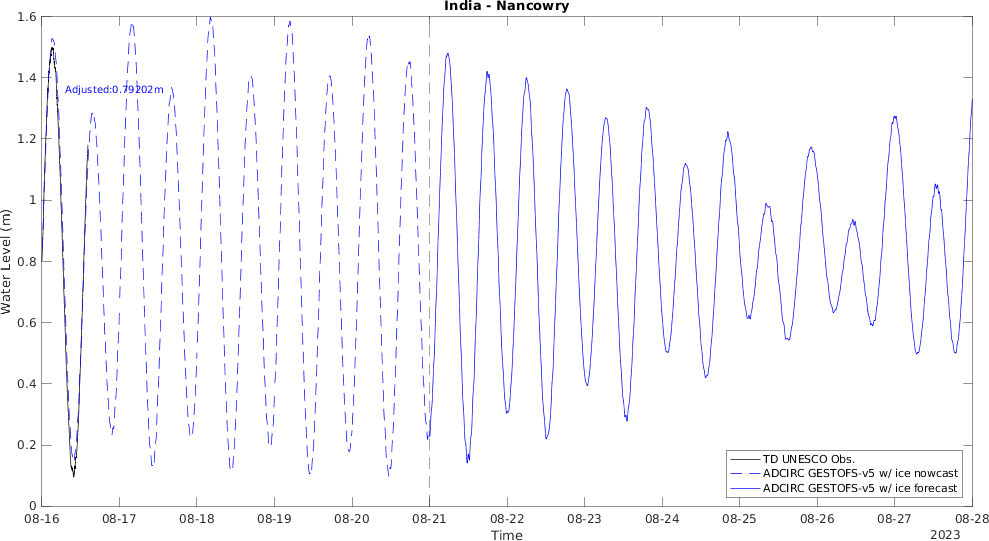 India - Nancowry
1.6
1.4
1.2
1
0.8
0.6
0.4
0.2
0
Water Level (m)
Adjusted:0.79202m
TD UNESCO Obs.
ADCIRC GESTOFS-v5 w/ ice nowcast
ADCIRC GESTOFS-v5 w/ ice forecast
08-16 08-17 08-18 08-19 08-20 08-21 08-22 08-23 08-24 08-25 08-26 08-27 08-28
Time
2023